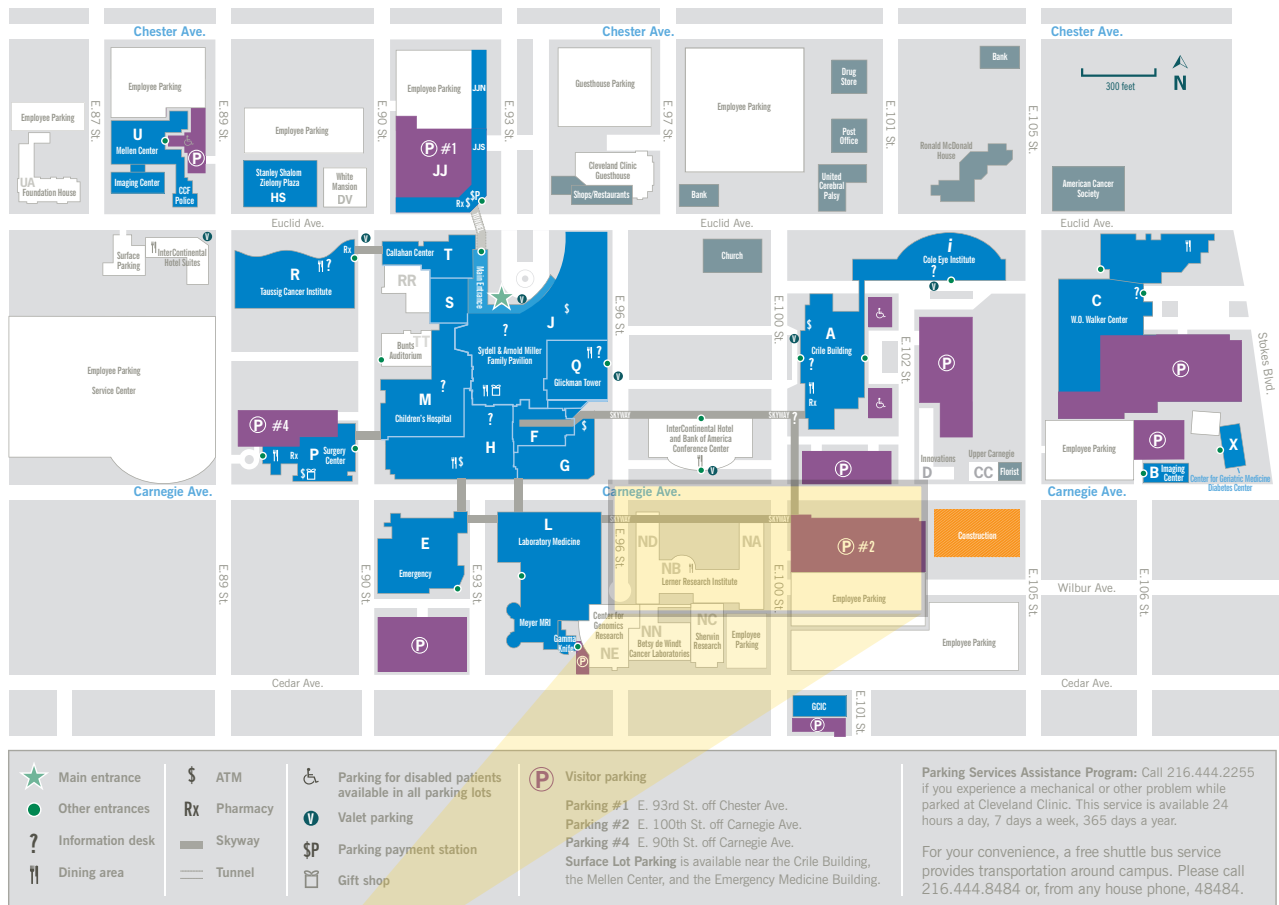 Chester Ave.
Chester Ave.
Chester Ave.
E.87 St.
E.89 St.
E.90 St.
E.93 St.
E.97 St.
E.101 St.
E.105 St.
Employee Parking
Employee Parking
U
Mellen Center
P
Imaging Center
CCF
Police
UA
Foundation House
Employee Parking
Stanley Shalom
Zielony Plaza
HS
White
Mansion
DV
Employee Parking
JJN
P #1
JJ
JJS
$P
Rx $
Guesthouse Parking
Cleveland Clinic
Guesthouse
Shops/Restaurants
Employee Parking
Bank
Drug
Store
Post
Office
United
Cerebral
Palsy
Bank
Ronald McDonald
House
American Cancer
Society
300 feet
N
Euclid Ave.
Euclid Ave.
Euclid Ave.
Surface
Parking
InterContinental
Hotel Suites
V
Employee Parking
Service Center
V
Rx
R
?
Taussig Cancer Institute
Callahan Center
T
RR
S
Main Entrance
V
Bunts
Auditorium
TT
?
J
$
Sydell & Arnold Miller
Family Pavilion
Q
?
Glickman Tower
V
M
?
Children's Hospital
?
H
$
F
$
G
P #4
Rx
P
Surgery
Center
$
E.96 St.
Church
E.100 St.
SKYWAY
SKYWAY
?
InterContinental Hotel
and Bank of America
Conference Center
V
i
Cole Eye Institute
?
V
$
A
Crile Building
V
?
Rx
E.102 St.
P
P
Innovations
D
Upper Carnegie
CC
Florist
C
?
W.O. Walker Center
P
Employee Parking
P
B
Imaging
Center
X
Center for Geriatric Medicine
Diabetes Center
Stokes Blvd.
Carnegie Ave.
Carnegie Ave.
Carnegie Ave.
E.89 St.
E.90 St.
E
Emergency
E.93 St.
P
L
Laboratory Medicine
Meyer MRI
Gamma
Knife
P
SKYWAY
SKYWAY
E.96 St.
ND
NA
NB
Lerner Research Institute
Center for
Genomics
Research
NE
NN
Betsy de Windt
Cancer Laboratories
NC
Sherwin
Research
Employee
Parking
E.100 St.
P #2
Employee Parking
Construction
Employee Parking
E.105 St.
Wilbur Ave.
E.106 St.
Cedar Ave.
Cedar Ave.
GCIC
P
E.101 St.
Main entrance
Other entrances
? Information desk
Dining area
$ ATM
Rx Pharmacy
Skyway
Tunnel
Parking for disabled patients
available in all parking lots
V Valet parking
$P Parking payment station
Gift shop
P Visitor parking
Parking #1 E. 93rd St. off Chester Ave.
Parking #2 E. 100th St. off Carnegie Ave.
Parking #4 E. 90th St. off Carnegie Ave.
Surface Lot Parking is available near the Crile Building,
the Mellen Center, and the Emergency Medicine Building.
Parking Services Assistance Program: Call 216.444.2255
if you experience a mechanical or other problem while
parked at Cleveland Clinic. This service is available 24
hours a day, 7 days a week, 365 days a year.
For your convenience, a free shuttle bus service
provides transportation around campus. Please call
216.444.8484 or, from any house phone, 48484.